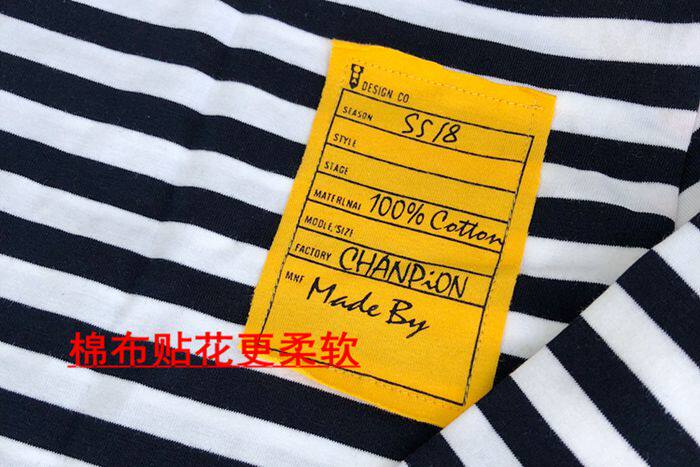 DESIGN CO
SEASON SS18
STYLE
STAGE
MATERLNAI 100% Cotton
MODLE/SIZE
FACTORY CHANPiON
MNF Made By
棉布贴花更柔软